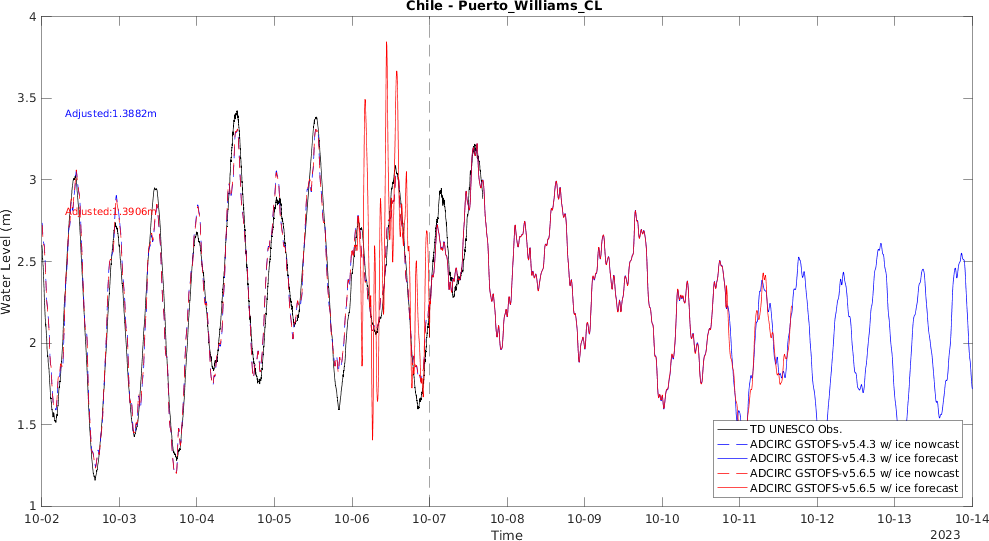 Chile - Puerto_Williams_CL
4
3.5
3
2.5
2
1.5
1
Water Level (m)
Adjusted:1.3882m
Adjusted:1.3906m
TD UNESCO Obs.
ADCIRC GSTOFS-v5.4.3 w/ ice nowcast
ADCIRC GSTOFS-v5.4.3 w/ ice forecast
ADCIRC GSTOFS-v5.6.5 w/ ice nowcast
ADCIRC GSTOFS-v5.6.5 w/ ice forecast
10-02 10-03 10-04 10-05 10-06 10-07 10-08 10-09 10-10 10-11 10-12 10-13 10-14
Time
2023